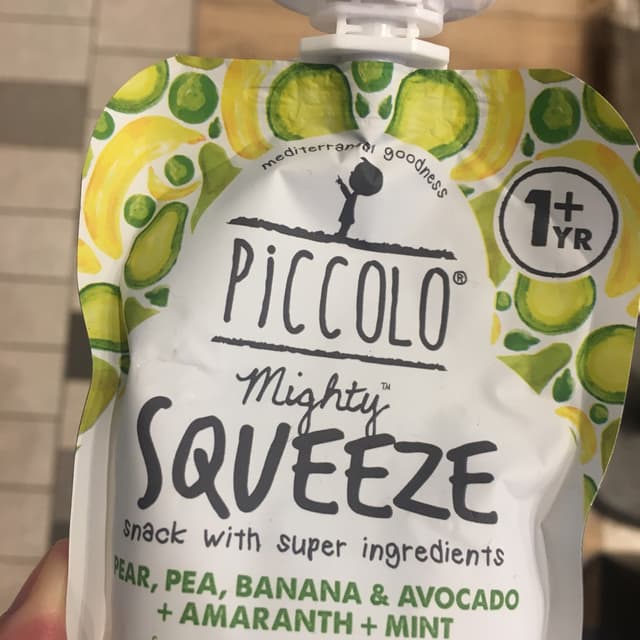 mediterranean goodness
1+
YR
PiCCOLO®
Mighty™
SQUEEZE
snack with super ingredients
PEAR, PEA, BANANA & AVOCADO
+ AMARANTH + MINT